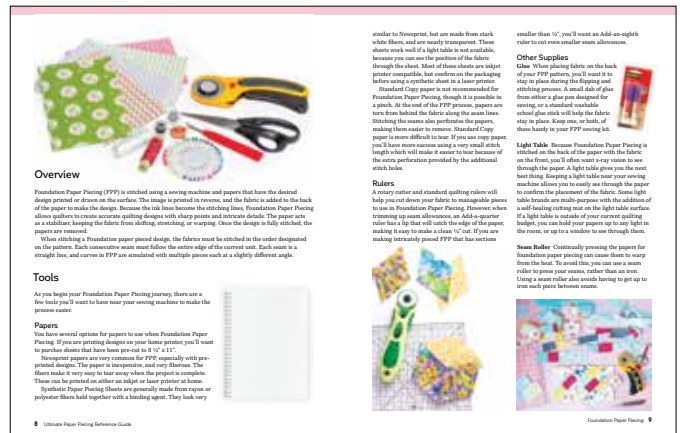 Overview
Foundation Paper Piecing (FPP) is stitched using a sewing machine and papers that have the desired
design printed or drawn on the surface. The image is printed in reverse, and the fabric is added to the back
of the paper to make the design. Because the ink lines become the stitching lines, Foundation Paper Piecing
allows quilters to create accurate quilting designs with sharp points and intricate details. The paper acts
as a stabilizer, keeping the fabric from shifting, stretching, or warping. Once the design is fully stitched, the
papers are removed.
When stitching a Foundation paper pieced design, the fabrics must be stitched in the order designated
on the pattern. Each consecutive seam must follow the entire edge of the current unit. Each seam is a
straight line, and curves in FPP are simulated with multiple pieces each at a slightly different angle.
Tools
As you begin your Foundation Paper Piecing journey, there are a
few tools you'll want to have near your sewing machine to make the
process easier.
Papers
You have several options for papers to use when Foundation Paper
Piecing. If you are printing designs on your home printer, you'll want
to purchase sheets that have been pre-cut to 8 ½" x 11".
Newsprint papers are very common for FPP, especially with pre-
printed designs. The paper is inexpensive, and very fiberous. The
fibers make it very easy to tear away when the project is complete.
These can be printed on either an inkjet or laser printer at home.
Synthetic Paper Piecing Sheets are generally made from rayon or
polyester fibers held together with a binding agent. They look very
8 Ultimate Paper Piecing Reference Guide
similar to Newsprint, but are made from stark
white fibers, and are nearly transparent. These
sheets work well if a light table is not available,
because you can see the position of the fabric
through the sheet. Most of these sheets are inkjet
printer compatible, but confirm on the packaging
before using a synthetic sheet in a laser printer.
Standard Copy paper is not recommended for
Foundation Paper Piecing, though it is possible in
a pinch. At the end of the process, papers are
torn from behind the fabric along the seam lines.
Stitching the seams also perforates the papers,
making them easier to remove. Standard Copy
paper is more difficult to tear. If you use copy paper,
you'll have more success using a very small stitch
length which will make it easier to tear because of
the extra perforation provided by the additional
stitch holes.
Rulers
A rotary cutter and standard quilting rulers will
help you cut down your fabric to manageable pieces
to use in Foundation Paper Piecing. However, when
trimming up seam allowances, an Add-a-quarter
ruler has a lip that will catch the edge of the paper,
making it easy to make a clean ¼" cut. If you are
making intricately pieced FPP that has sections
smaller than ¼", you'll want an Add-an-eighth
ruler to cut even smaller seam allowances.
Other Supplies
Glue When placing fabric on the back
of your FPP pattern, you'll want it to
stay in place during the flipping and
stitching process. A small dab of glue
from either a glue pen designed for
sewing, or a standard washable
school glue stick will help the fabric
stay in place. Keep one, or both, of
these handy in your FPP sewing kit.
Light Table Because Foundation Paper Piecing is
stitched on the back of the paper with the fabric
on the front, you'll often want x-ray vision to see
through the paper. A light table gives you the next
best thing. Keeping a light table near your sewing
machine allows you to easily see through the paper
to confirm the placement of fabric. Some light
table brands are multi-purpose with the addition of
a self-healing cutting mat on the light table surface.
If a light table is outside of your current quilting
budget, you can hold your papers up to any light in
the room, or up to a window to see through them.
Seam Roller Continually pressing the papers for
foundation paper piecing can cause them to warp
from the heat. To avoid this, you can use a seam
roller to press your seams, rather than an iron.
Using a seam roller also avoids having to get up to
iron each piece between seams.
Foundation Paper Piecing 9